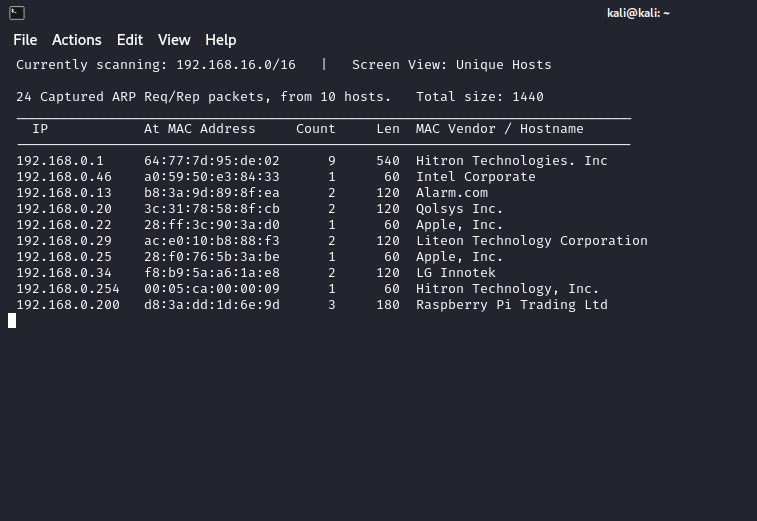 kali@kali: ~
File Actions Edit View Help
Currently scanning: 192.168.16.0/16 | Screen View: Unique Hosts
24 Captured ARP Req/Rep packets, from 10 hosts. Total size: 1440
IP At MAC Address Count Len MAC Vendor / Hostname
192.168.0.1 64:77:7d:95:de:02 9 540 Hitron Technologies. Inc
192.168.0.46 a0:59:50:e3:84:33 1 60 Intel Corporate
192.168.0.13 b8:3a:9d:89:8f:ea 2 120 Alarm.com
192.168.0.20 3c:31:78:58:8f:cb 2 120 Qolsys Inc.
192.168.0.22 28:ff:3c:90:3a:d0 1 60 Apple, Inc.
192.168.0.29 ac:e0:10:b8:88:f3 2 120 Liteon Technology Corporation
192.168.0.25 28:f0:76:5b:3a:be 1 60 Apple, Inc.
192.168.0.34 f8:b9:5a:a6:1a:e8 2 120 LG Innotek
192.168.0.254 00:05:ca:00:00:09 1 60 Hitron Technology, Inc.
192.168.0.200 d8:3a:dd:1d:6e:9d 3 180 Raspberry Pi Trading Ltd